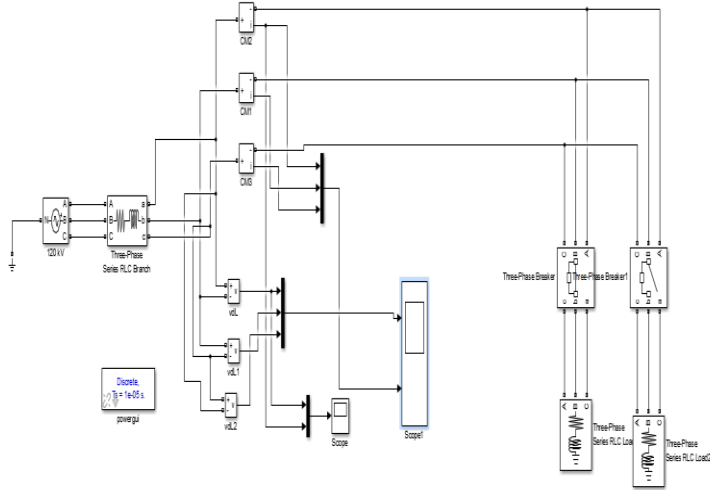 CM2
CM1
CM3
N
A
B
C
120 kV
A
B
C
a
b
c
Three-Phase
Series RLC Branch
vdL
vdL1
vdL2
Discrete,
Ts = 1e-05 s.
powergui
Scope
Scope1
Three-Phase Breaker
Three-Phase Breaker1
Three-Phase
Series RLC Load
Three-Phase
Series RLC Load2